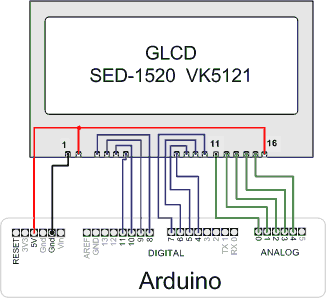 GLCD
SED-1520 VK5121
1
11
16
RESET
3V3
5V
Gnd
Gnd
Vin
AREF
GND
13
12
11
10
9
8
7
6
5
4
3
2
TX 1
RX 0
0
1
2
3
4
5
DIGITAL
ANALOG
Arduino